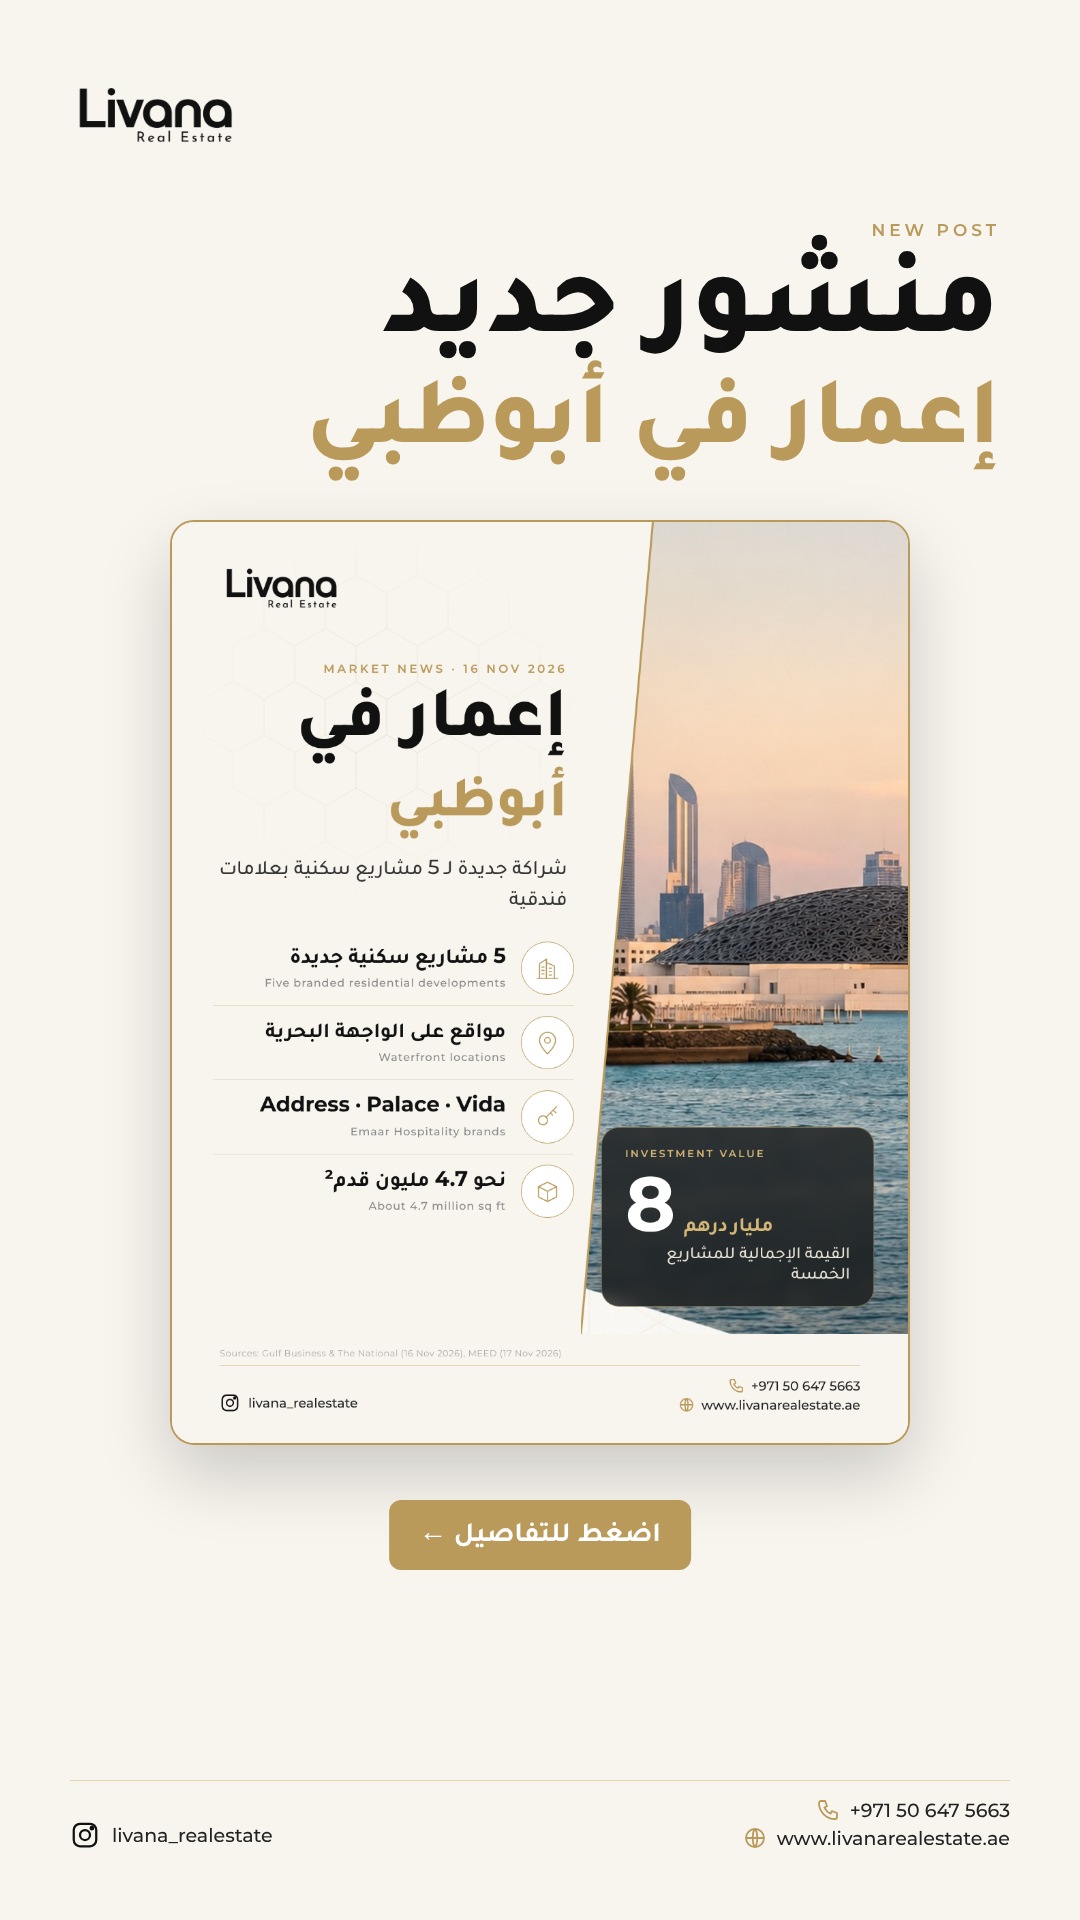 Livana
Real Estate
NEW POST
منشور جديد
إعمار في أبوظبي
Livana
Real Estate
MARKET NEWS · 16 NOV 2026
إعمار في
أبوظبي
شراكة جديدة لـ 5 مشاريع سكنية بعلامات
فندقية
5 مشاريع سكنية جديدة
Five branded residential developments
مواقع على الواجهة البحرية
Waterfront locations
Address · Palace · Vida
Emaar Hospitality brands
نحو 4.7 مليون قدم²
About 4.7 million sq ft
INVESTMENT VALUE
8 مليار درهم
القيمة الإجمالية للمشاريع
الخمسة
Sources: Gulf Business & The National (16 Nov 2026), MEED (17 Nov 2026)
livana_realestate
+971 50 647 5663
www.livanarealestate.ae
اضغط للتفاصيل ←
livana_realestate
+971 50 647 5663
www.livanarealestate.ae